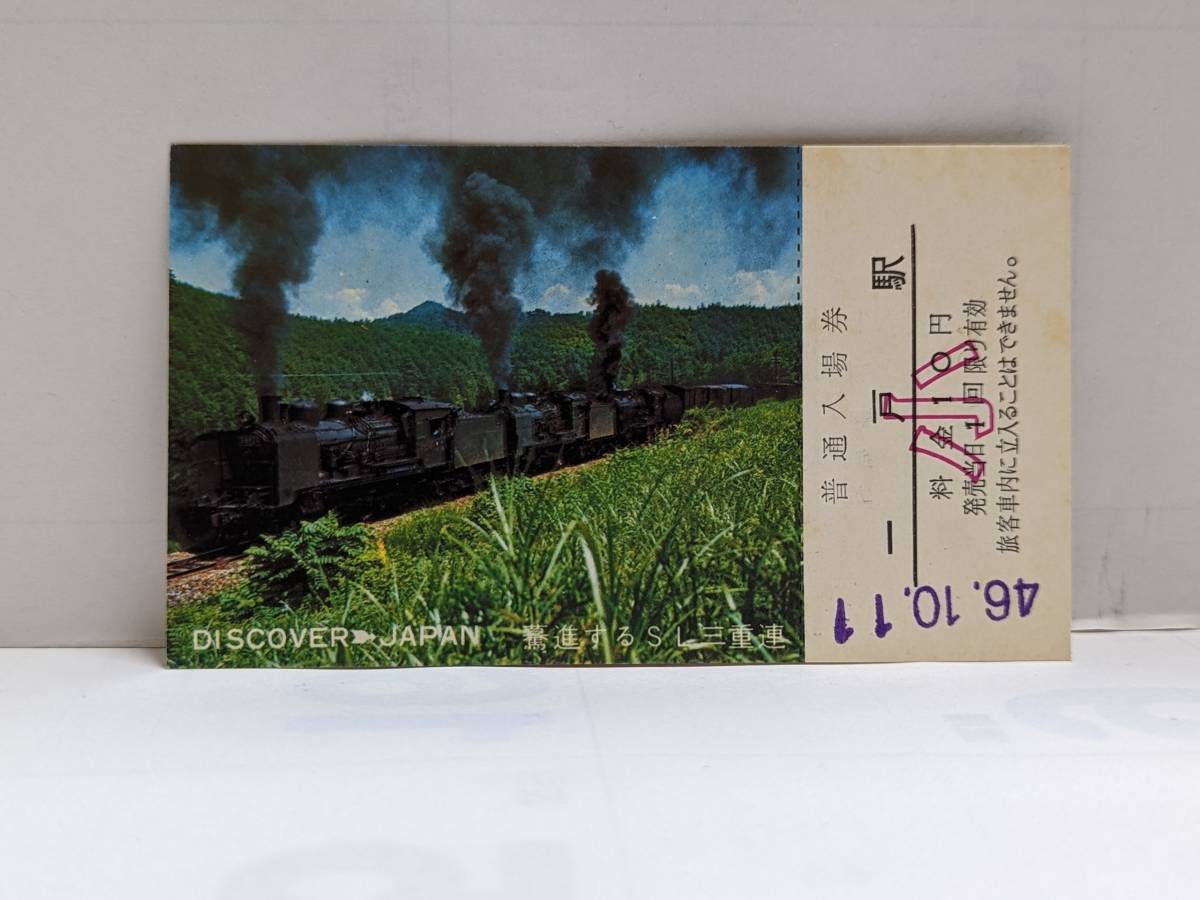 DISCOVER JAPAN 驀進するSL三重連
普通入場券
一戸駅
料金10円
発売当日1回限り有効
旅客車内に立入ることはできません。
小
46.10.11